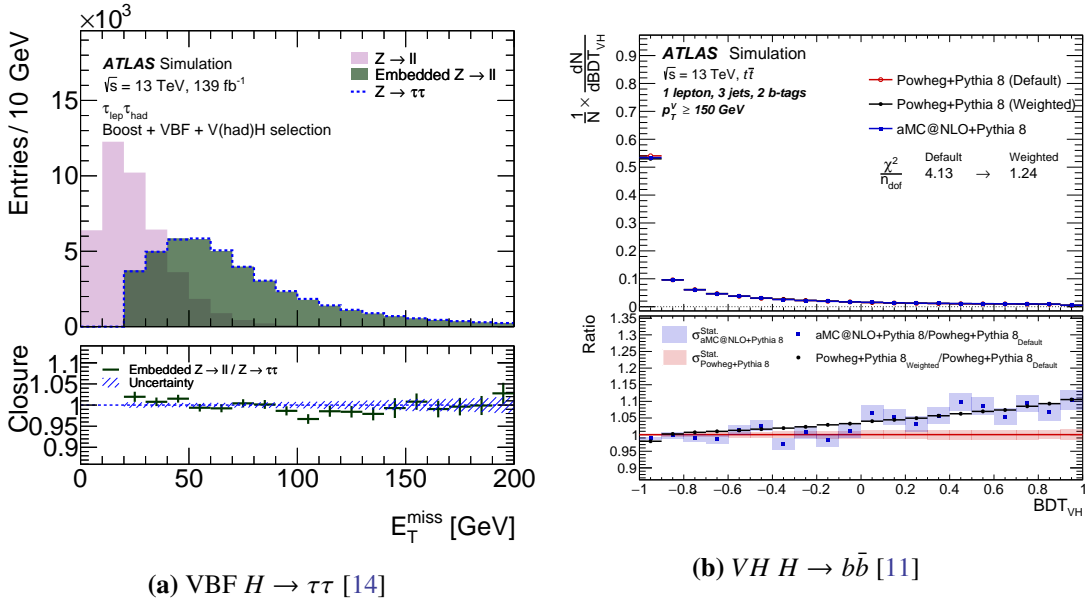 ×10³
Entries / 10 GeV
ATLAS Simulation
√s = 13 TeV, 139 fb⁻¹
τ_lep τ_had
Boost + VBF + V(had)H selection
Z → ll
Embedded Z → ll
Z → ττ
15
10
5
0
Closure
1.1
1.05
1
0.95
0.9
Embedded Z → ll / Z → ττ
Uncertainty
0 50 100 150 200
E_T^miss [GeV]
(a) VBF H → ττ [14]
1/N × dN/dBDT_VH
ATLAS Simulation
√s = 13 TeV, tt̄
1 lepton, 3 jets, 2 b-tags
p_T^V ≥ 150 GeV
Powheg+Pythia 8 (Default)
Powheg+Pythia 8 (Weighted)
aMC@NLO+Pythia 8
Default Weighted
χ²/n_dof 4.13 → 1.24
0.9
0.8
0.7
0.6
0.5
0.4
0.3
0.2
0.1
0
Ratio
1.35
1.3
1.25
1.2
1.15
1.1
1.05
1
0.95
0.9
σ^Stat._aMC@NLO+Pythia 8
σ^Stat._Powheg+Pythia 8
aMC@NLO+Pythia 8/Powheg+Pythia 8_Default
Powheg+Pythia 8_Weighted/Powheg+Pythia 8_Default
−1 −0.8 −0.6 −0.4 −0.2 0 0.2 0.4 0.6 0.8 1
BDT_VH
(b) VH H → bb̄ [11]